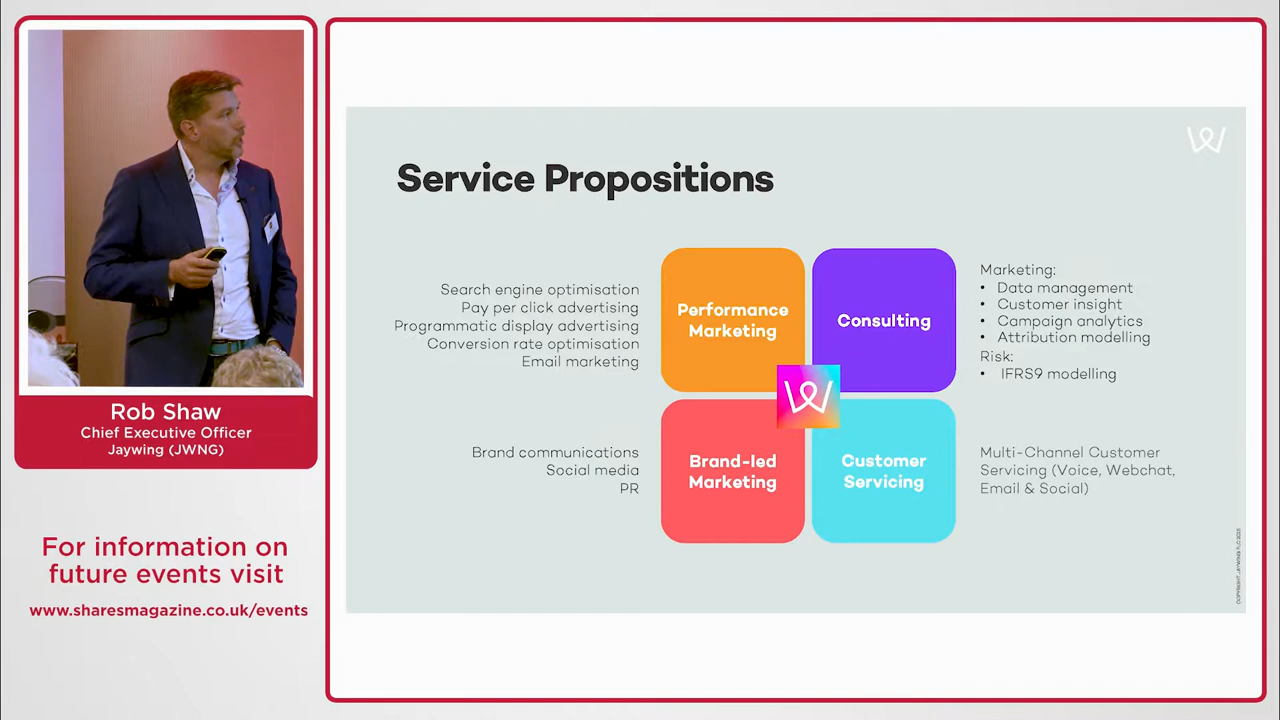 Rob Shaw
Chief Executive Officer
Jaywing (JWNG)
For information on
future events visit
www.sharesmagazine.co.uk/events
Service Propositions
Search engine optimisation
Pay per click advertising
Programmatic display advertising
Conversion rate optimisation
Email marketing
Performance
Marketing
Consulting
Marketing:
• Data management
• Customer insight
• Campaign analytics
• Attribution modelling
Risk:
• IFRS9 modelling
Brand communications
Social media
PR
Brand-led
Marketing
Customer
Servicing
Multi-Channel Customer
Servicing (Voice, Webchat,
Email & Social)